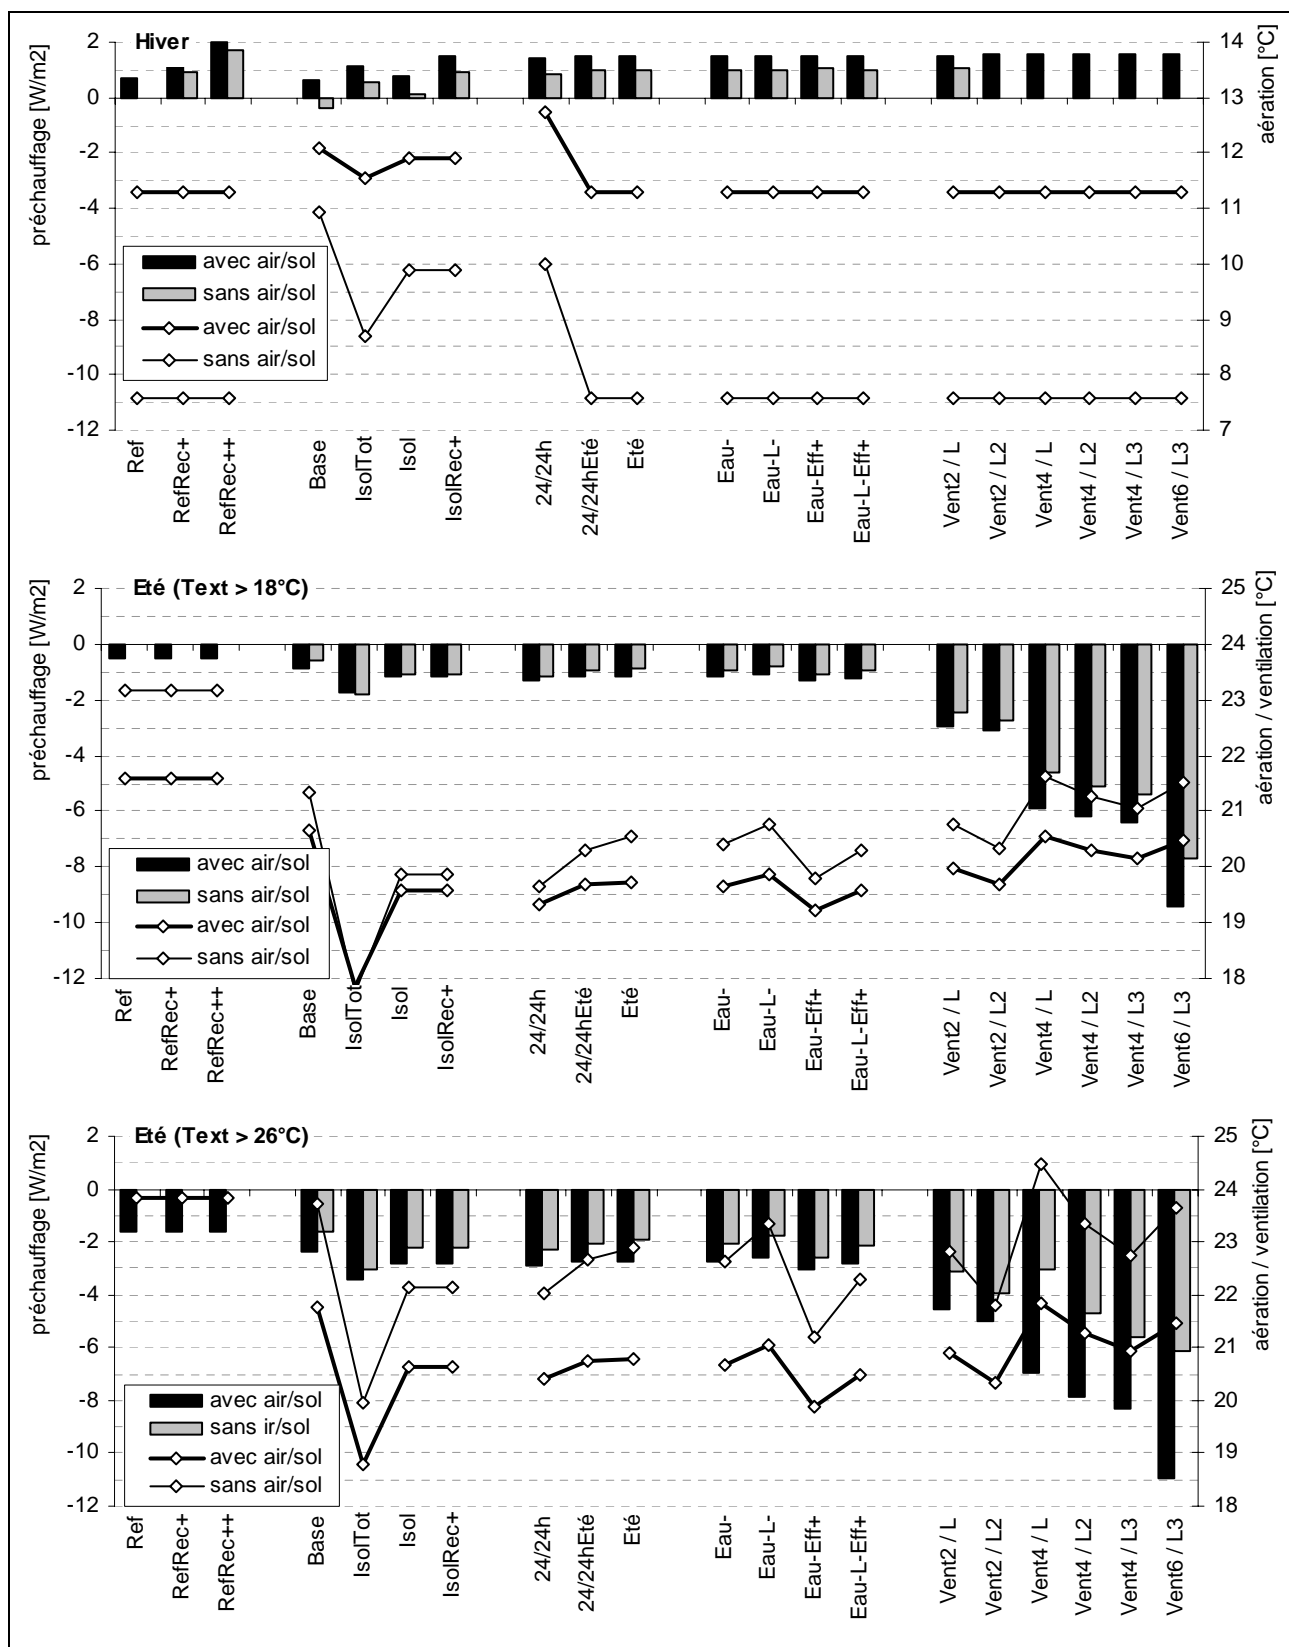 Hiver
préchauffage [W/m2]
2
0
-2
-4
-6
-8
-10
-12
14
13
12
11
10
9
8
7
aération [°C]
avec air/sol
sans air/sol
avec air/sol
sans air/sol
Ref
RefRec+
RefRec++
Base
IsolTot
Isol
IsolRec+
24/24h
24/24hEté
Eté
Eau-
Eau-L-
Eau-Eff+
Eau-L-Eff+
Vent2 / L
Vent2 / L2
Vent4 / L
Vent4 / L2
Vent4 / L3
Vent6 / L3
Eté (Text > 18°C)
préchauffage [W/m2]
2
0
-2
-4
-6
-8
-10
-12
25
24
23
22
21
20
19
18
aération / ventilation [°C]
avec air/sol
sans air/sol
avec air/sol
sans air/sol
Ref
RefRec+
RefRec++
Base
IsolTot
Isol
IsolRec+
24/24h
24/24hEté
Eté
Eau-
Eau-L-
Eau-Eff+
Eau-L-Eff+
Vent2 / L
Vent2 / L2
Vent4 / L
Vent4 / L2
Vent4 / L3
Vent6 / L3
Eté (Text > 26°C)
préchauffage [W/m2]
2
0
-2
-4
-6
-8
-10
-12
25
24
23
22
21
20
19
18
aération / ventilation [°C]
avec air/sol
sans ir/sol
avec air/sol
sans air/sol
Ref
RefRec+
RefRec++
Base
IsolTot
Isol
IsolRec+
24/24h
24/24hEté
Eté
Eau-
Eau-L-
Eau-Eff+
Eau-L-Eff+
Vent2 / L
Vent2 / L2
Vent4 / L
Vent4 / L2
Vent4 / L3
Vent6 / L3